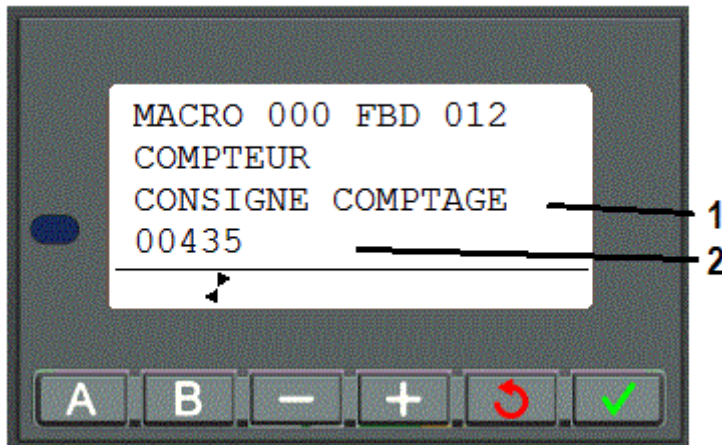 MACRO 000 FBD 012
COMPTEUR
CONSIGNE COMPTAGE
00435
1
2
A B - +